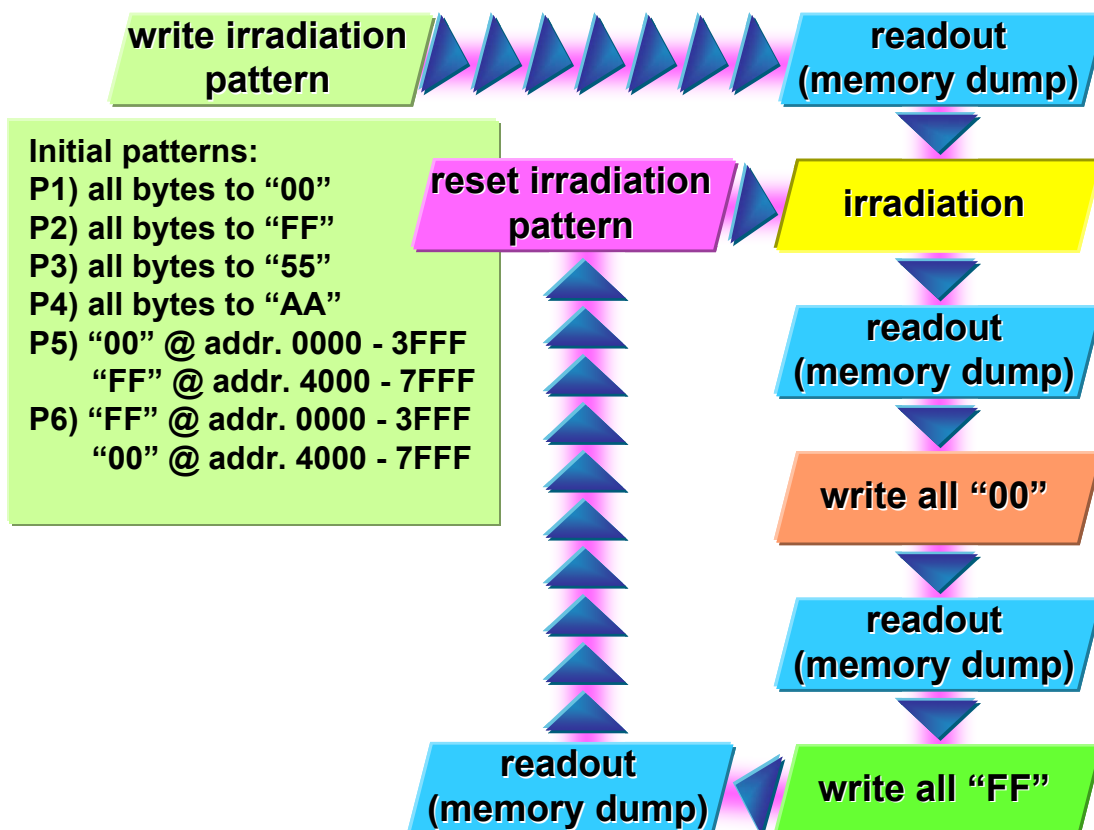 write irradiation
pattern
readout
(memory dump)
Initial patterns:
P1) all bytes to “00”
P2) all bytes to “FF”
P3) all bytes to “55”
P4) all bytes to “AA”
P5) “00” @ addr. 0000 - 3FFF
“FF” @ addr. 4000 - 7FFF
P6) “FF” @ addr. 0000 - 3FFF
“00” @ addr. 4000 - 7FFF
reset irradiation
pattern
irradiation
readout
(memory dump)
write all “00”
readout
(memory dump)
write all “FF”
readout
(memory dump)